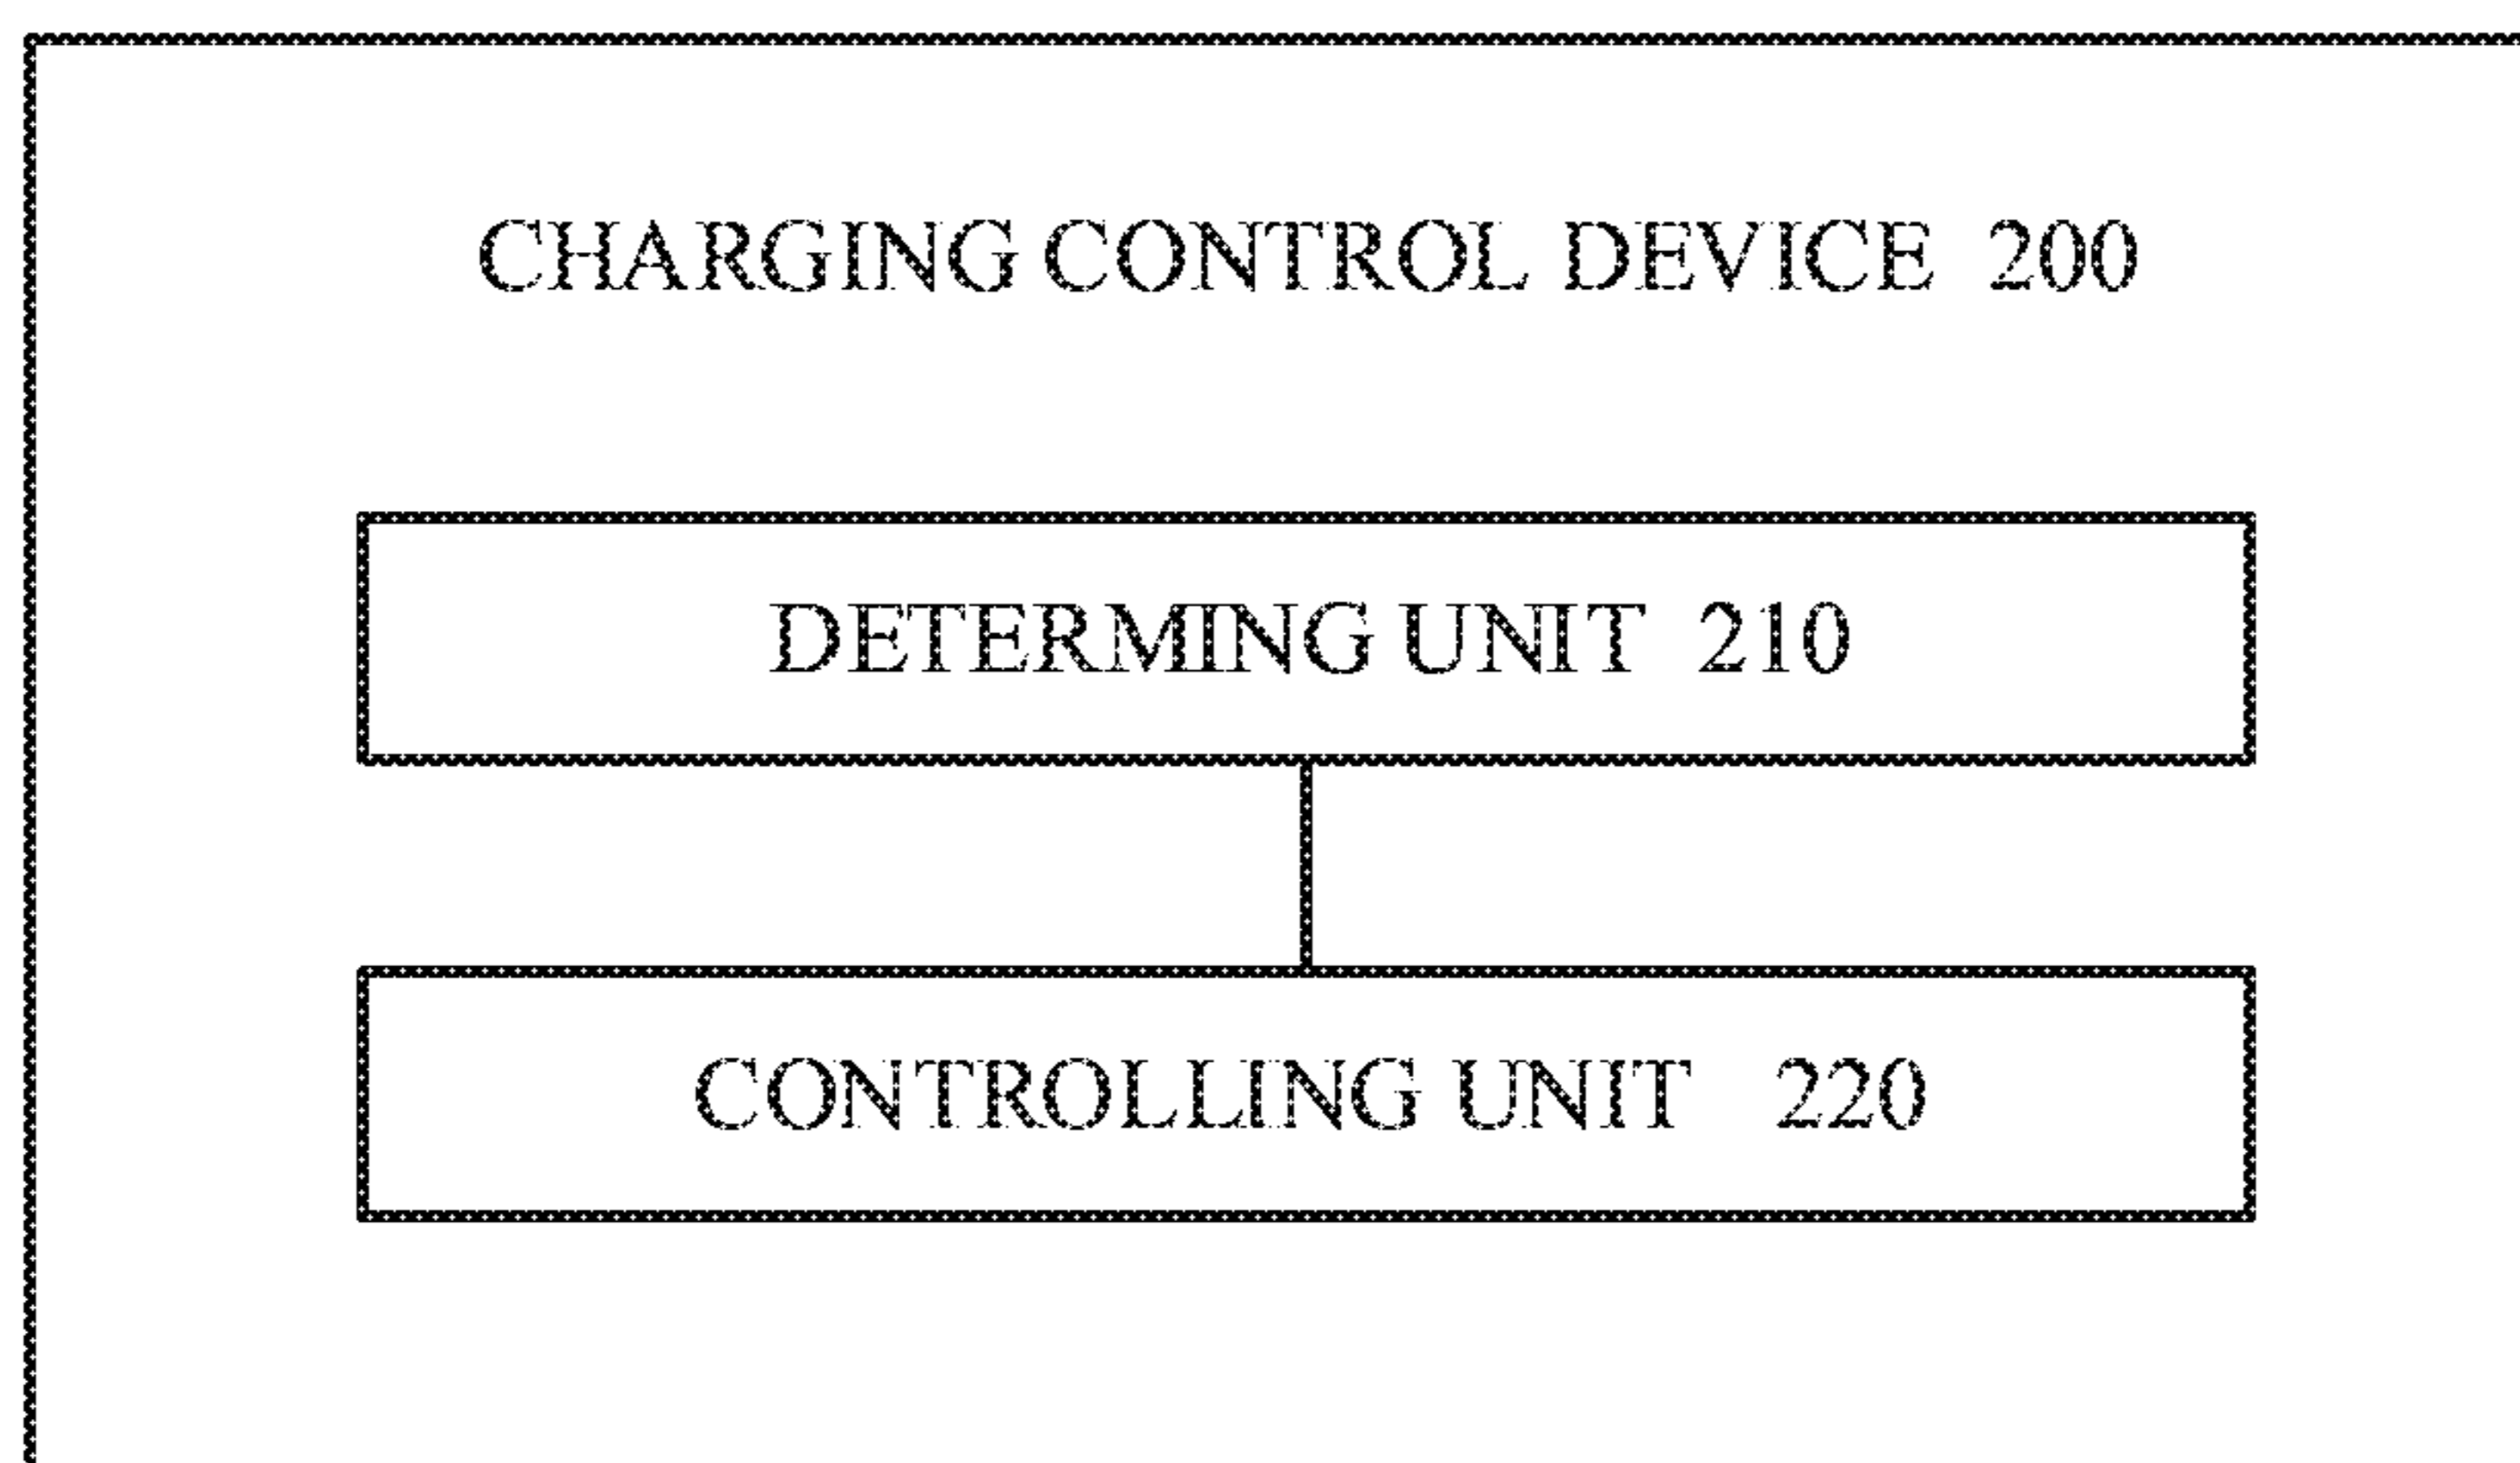 CHARGING CONTROL DEVICE 200
DETERMING UNIT 210
CONTROLLING UNIT 220